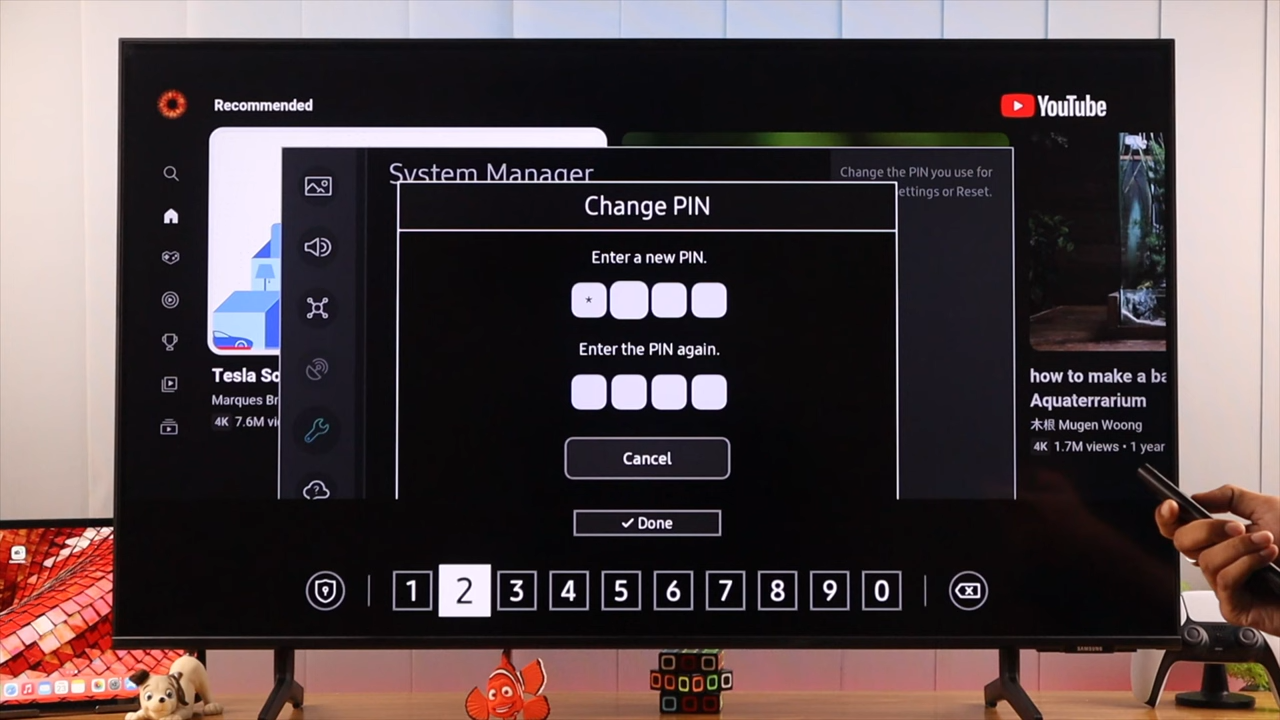 Recommended
YouTube
System Manager
Change the PIN you use for
ettings or Reset.
Change PIN
Enter a new PIN.
*
Enter the PIN again.
Cancel
✓ Done
1 2 3 4 5 6 7 8 9 0
Tesla So
Marques Br
4K 7.6M vi
how to make a ba
Aquaterrarium
木根 Mugen Woong
4K 1.7M views • 1 year
SAMSUNG